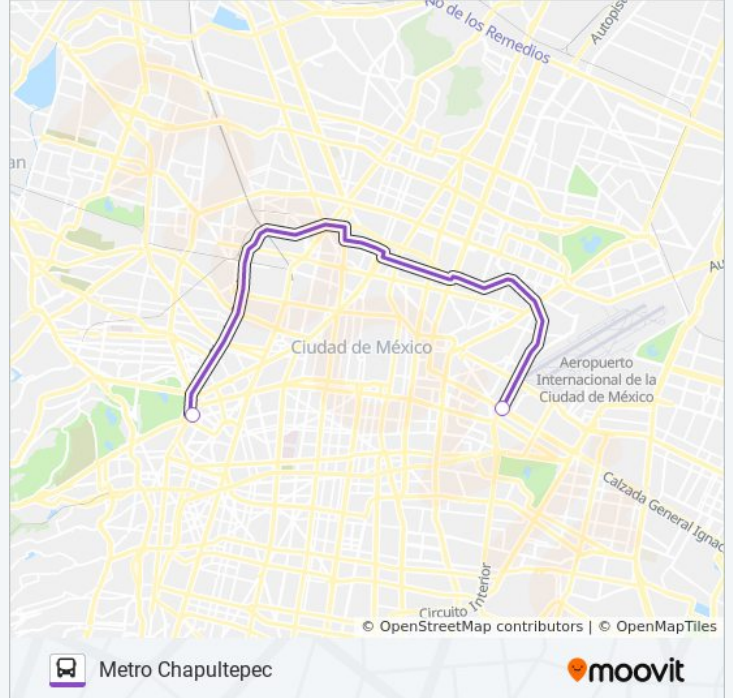 No de los Remedios
Autopis
an
Au
Ciudad de México
Aeropuerto
Internacional de la
Ciudad de México
Calzada General Ignac
Circuito Interior
© OpenStreetMap contributors | © OpenMapTiles
Metro Chapultepec
moovit